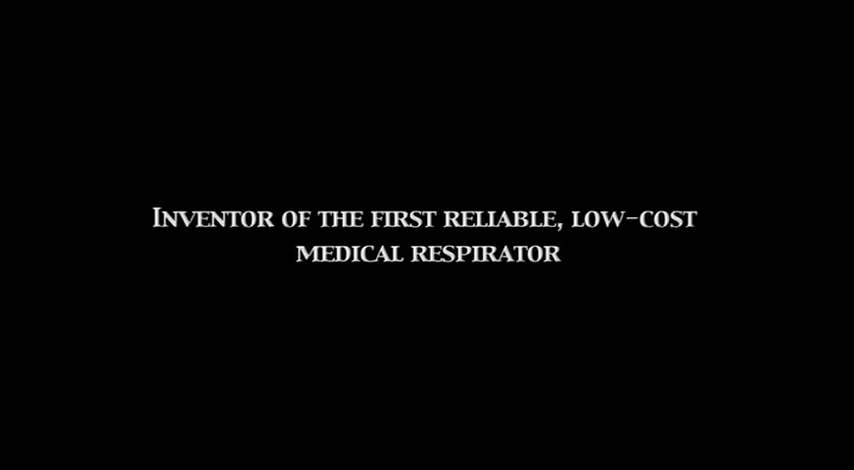 Inventor of the first reliable, low-cost
medical respirator